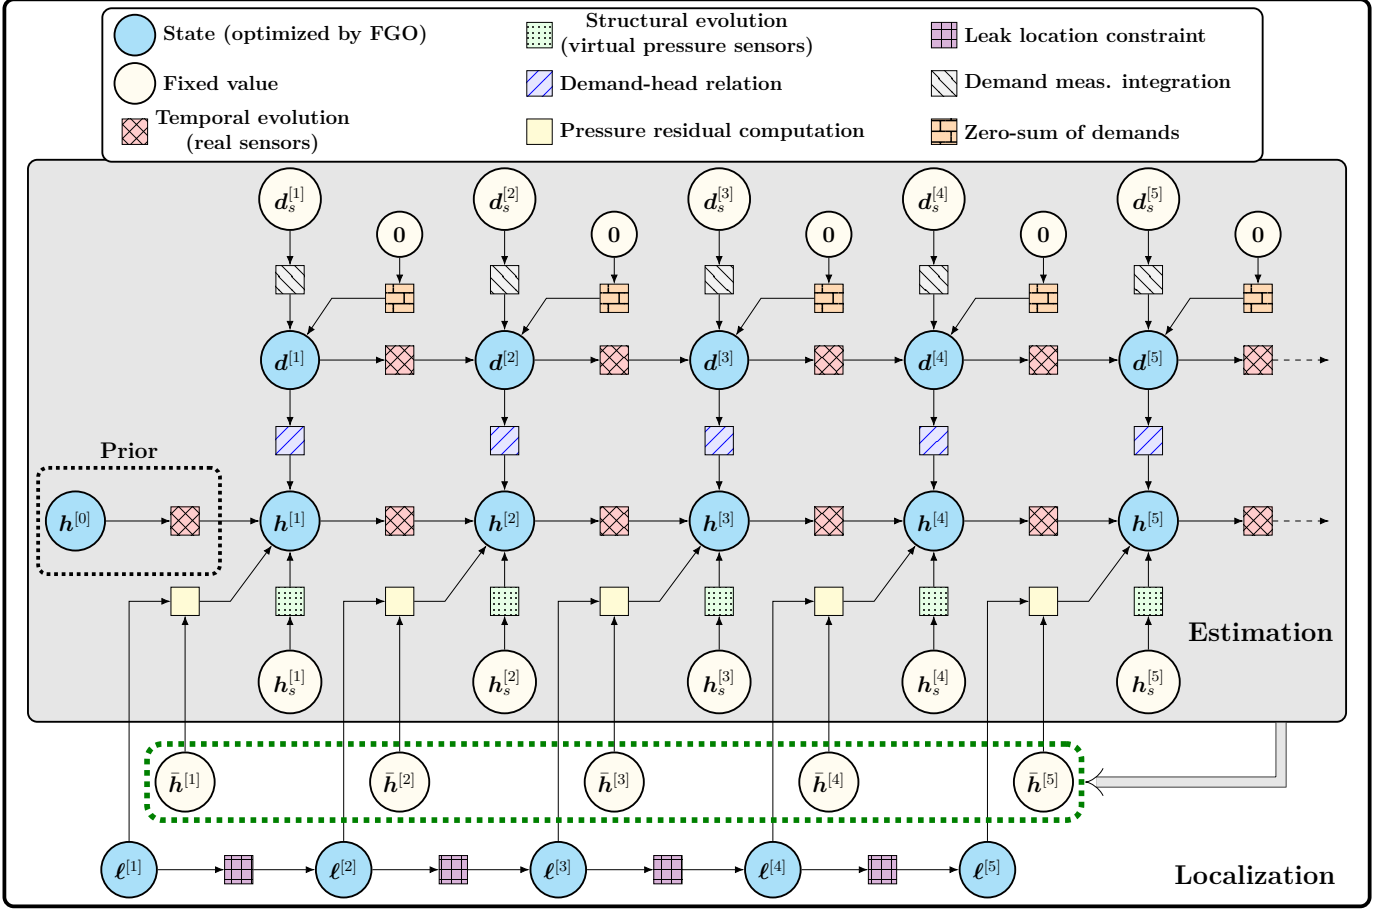 State (optimized by FGO)
Structural evolution
(virtual pressure sensors)
Leak location constraint
Fixed value
Demand-head relation
Demand meas. integration
Temporal evolution
(real sensors)
Pressure residual computation
Zero-sum of demands
d_s^[1] d_s^[2] d_s^[3] d_s^[4] d_s^[5]
0 0 0 0 0
d^[1] d^[2] d^[3] d^[4] d^[5]
Prior
h^[0] h^[1] h^[2] h^[3] h^[4] h^[5]
Estimation
h_s^[1] h_s^[2] h_s^[3] h_s^[4] h_s^[5]
h̄^[1] h̄^[2] h̄^[3] h̄^[4] h̄^[5]
ℓ^[1] ℓ^[2] ℓ^[3] ℓ^[4] ℓ^[5]
Localization